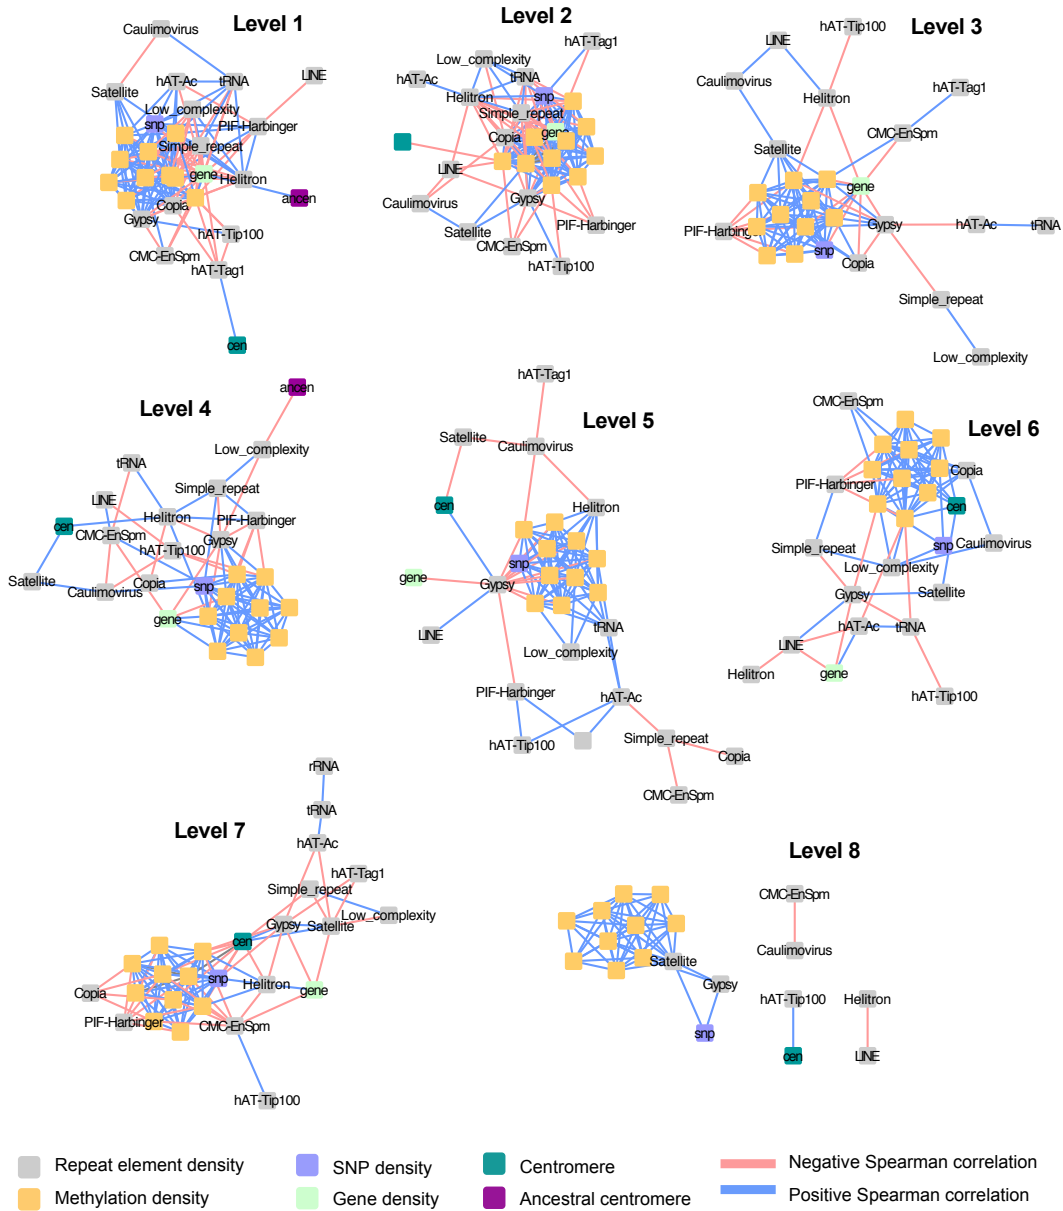 Level 1
Caulimovirus
hAT-Ac
tRNA
LINE
Satellite
Low_complexity
snp
PIF-Harbinger
Simple_repeat
gene
Helitron
ancen
Copia
Gypsy
hAT-Tip100
CMC-EnSpm
hAT-Tag1
cen
Level 2
hAT-Tag1
Low_complexity
hAT-Ac
tRNA
Helitron
snp
Simple_repeat
Copia
gene
LINE
Caulimovirus
Gypsy
PIF-Harbinger
Satellite
CMC-EnSpm
hAT-Tip100
Level 3
hAT-Tip100
LINE
Caulimovirus
Helitron
hAT-Tag1
CMC-EnSpm
Satellite
gene
PIF-Harbing
Gypsy
hAT-Ac
tRNA
snp
Copia
Simple_repeat
Low_complexity
Level 4
ancen
Low_complexity
tRNA
Simple_repeat
LINE
Helitron
PIF-Harbinger
cen
CMC-EnSpm
Gypsy
hAT-Tip100
Satellite
Caulimovirus
Copia
snp
gene
Level 5
hAT-Tag1
Satellite
Caulimovirus
cen
Helitron
snp
gene
Gypsy
LINE
tRNA
Low_complexity
PIF-Harbinger
hAT-Ac
hAT-Tip100
Simple_repeat
Copia
CMC-EnSpm
Level 6
CMC-EnSpm
Copia
PIF-Harbinger
cen
Simple_repeat
snp
Caulimovirus
Low_complexity
Gypsy
Satellite
hAT-Ac
tRNA
LINE
Helitron
gene
hAT-Tip100
Level 7
rRNA
tRNA
hAT-Ac
hAT-Tag1
Simple_repeat
Low_complexity
Gypsy
Satellite
cen
snp
Helitron
gene
Copia
PIF-Harbinger
CMC-EnSpm
hAT-Tip100
Level 8
CMC-EnSpm
Caulimovirus
Satellite
Gypsy
snp
hAT-Tip100
Helitron
cen
LINE
Repeat element density
SNP density
Centromere
Negative Spearman correlation
Methylation density
Gene density
Ancestral centromere
Positive Spearman correlation